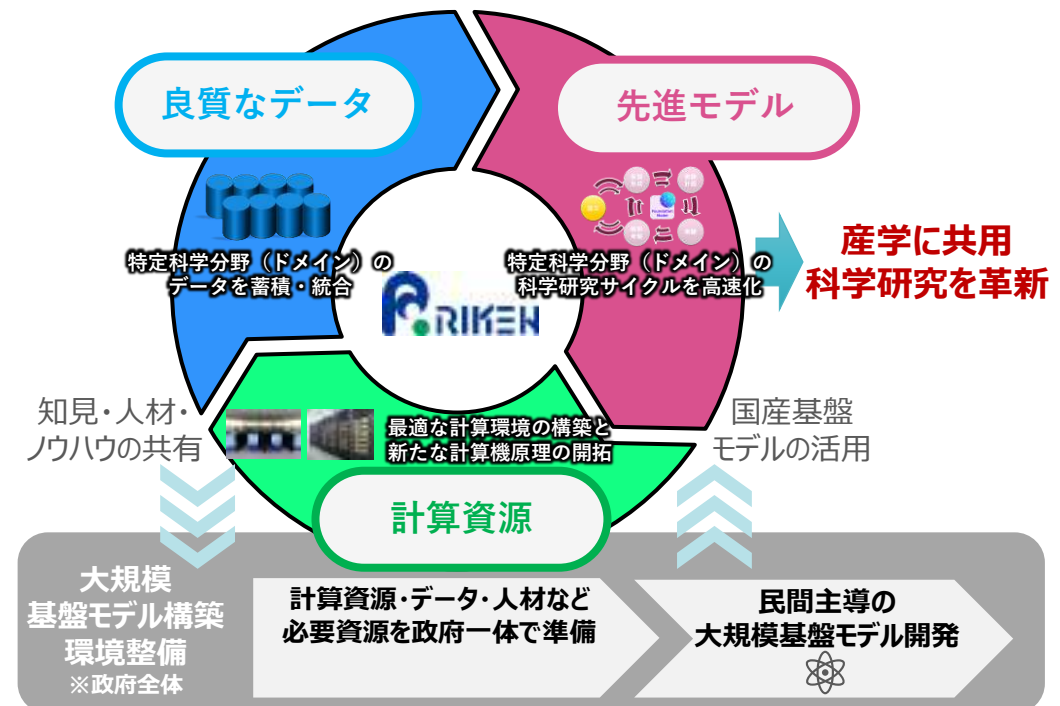 良質なデータ
先進モデル
特定科学分野（ドメイン）の
データを蓄積・統合
Foundation
Model
特定科学分野（ドメイン）の
科学研究サイクルを高速化
産学に共用
科学研究を革新
RIKEN
知見・人材・
ノウハウの共有
最適な計算環境の構築と
新たな計算機原理の開拓
国産基盤
モデルの活用
計算資源
大規模
基盤モデル構築
環境整備
※政府全体
計算資源・データ・人材など
必要資源を政府一体で準備
民間主導の
大規模基盤モデル開発